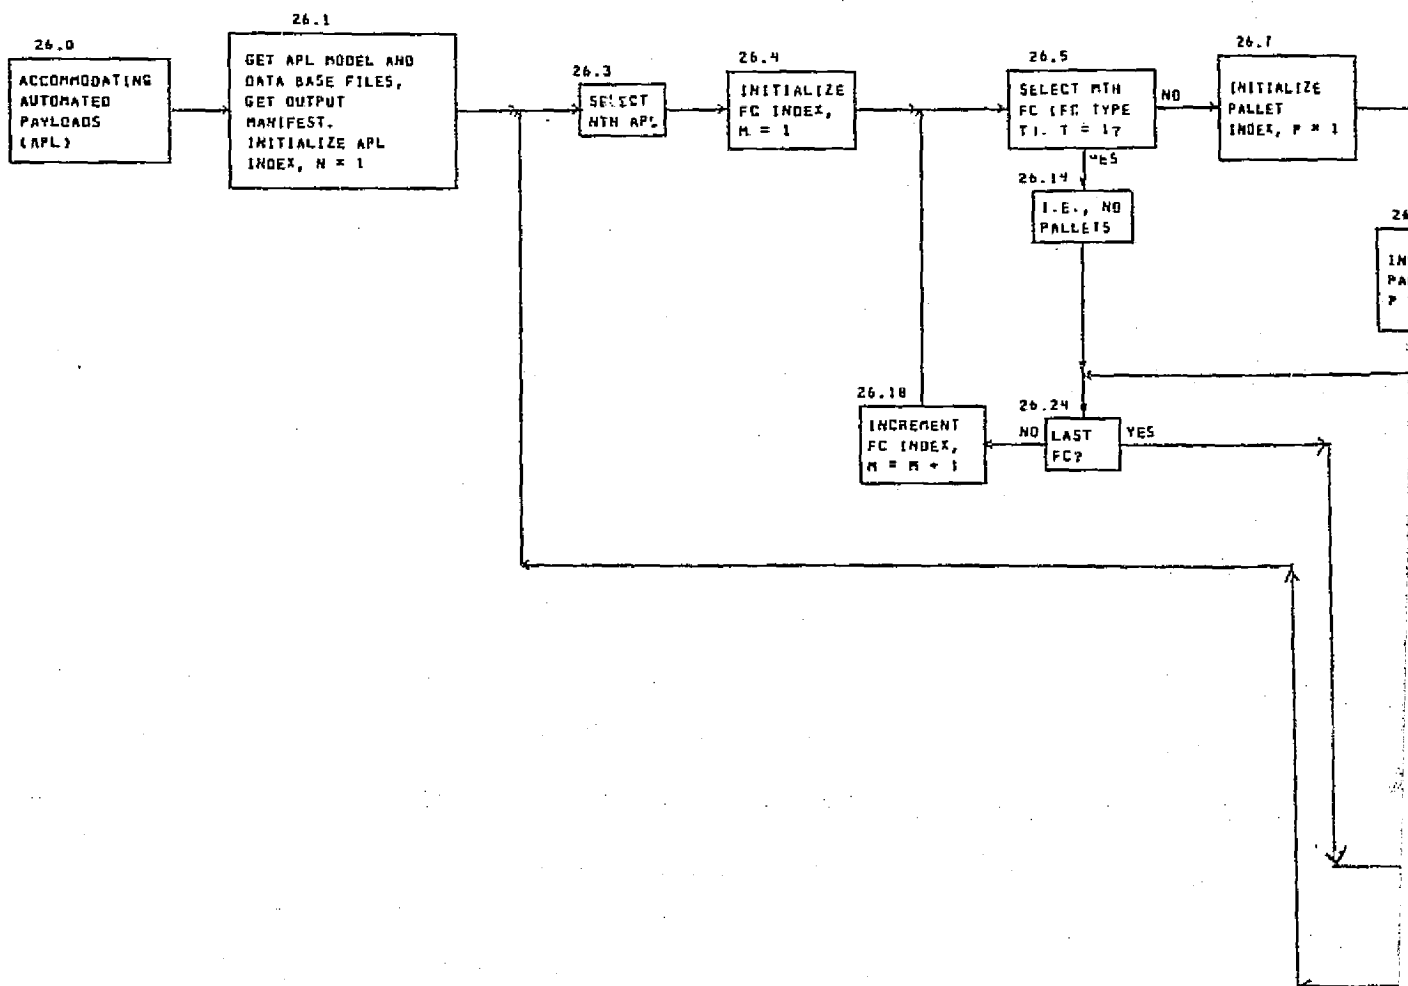 26.0
ACCOMMODATING
AUTOMATED
PAYLOADS
(APL)
26.1
GET APL MODEL AND
DATA BASE FILES,
GET OUTPUT
MANIFEST.
INITIALIZE APL
INDEX, N = 1
26.3
SELECT
NTH APL
26.4
INITIALIZE
FC INDEX,
M = 1
26.5
SELECT MTH
FC (FC TYPE
T). T = 1?
NO
YES
26.7
INITIALIZE
PALLET
INDEX, P = 1
26.14
I.E., NO
PALLETS
26
IN
PA
P
26.18
INCREMENT
FC INDEX,
M = M + 1
26.24
NO
LAST
FC?
YES